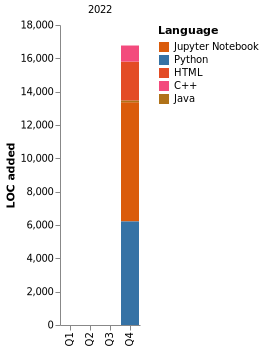 2022
Language
Jupyter Notebook
Python
HTML
C++
Java
LOC added
18,000
16,000
14,000
12,000
10,000
8,000
6,000
4,000
2,000
0
Q1 Q2 Q3 Q4